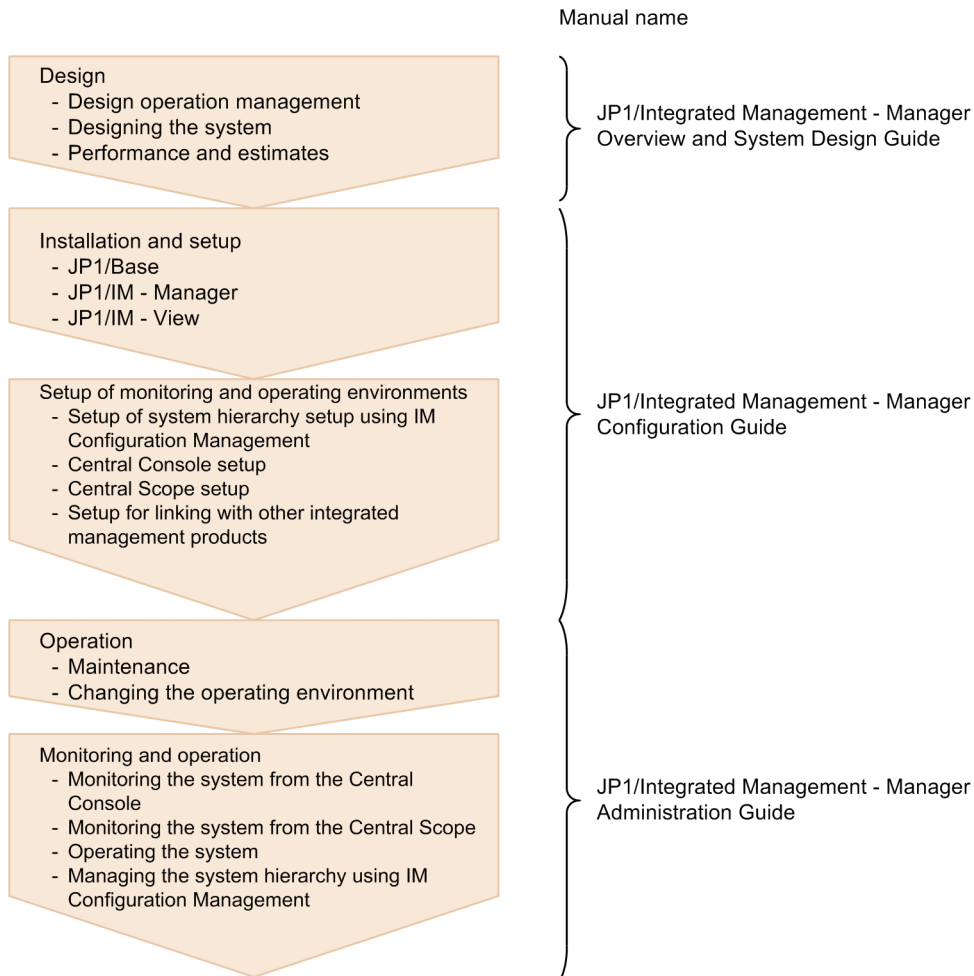 Manual name
Design
- Design operation management
- Designing the system
- Performance and estimates
JP1/Integrated Management - Manager
Overview and System Design Guide
Installation and setup
- JP1/Base
- JP1/IM - Manager
- JP1/IM - View
Setup of monitoring and operating environments
- Setup of system hierarchy setup using IM
Configuration Management
- Central Console setup
- Central Scope setup
- Setup for linking with other integrated
management products
JP1/Integrated Management - Manager
Configuration Guide
Operation
- Maintenance
- Changing the operating environment
Monitoring and operation
- Monitoring the system from the Central
Console
- Monitoring the system from the Central Scope
- Operating the system
- Managing the system hierarchy using IM
Configuration Management
JP1/Integrated Management - Manager
Administration Guide